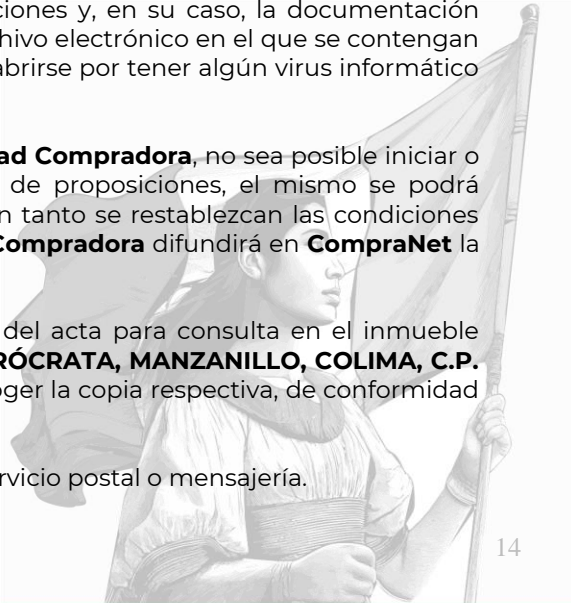 ciones y, en su caso, la documentación
hivo electrónico en el que se contengan
abrirse por tener algún virus informático
ad Compradora, no sea posible iniciar o
de proposiciones, el mismo se podrá
n tanto se restablezcan las condiciones
Compradora difundirá en CompraNet la
del acta para consulta en el inmueble
RÓCRATA, MANZANILLO, COLIMA, C.P.
ger la copia respectiva, de conformidad
rvicio postal o mensajería.
14